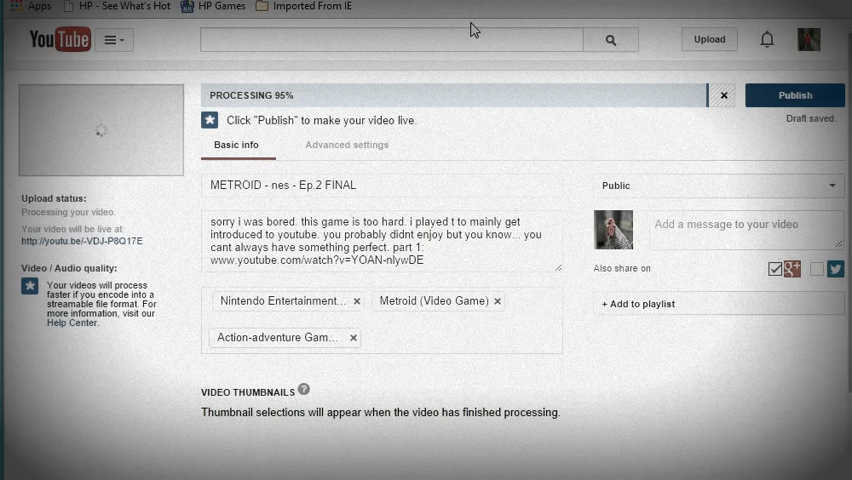 Apps HP - See What's Hot HP Games Imported From IE
YouTube Upload
PROCESSING 95% Publish
Click "Publish" to make your video live. Draft saved.
Basic info Advanced settings
METROID - nes - Ep.2 FINAL Public
sorry i was bored. this game is too hard. i played t to mainly get
introduced to youtube. you probably didnt enjoy but you know... you
cant always have something perfect. part 1:
www.youtube.com/watch?v=YOAN-nlywDE
Add a message to your video
Also share on
+ Add to playlist
Upload status:
Processing your video.
Your video will be live at:
http://youtu.be/-VDJ-P8Q17E
Video / Audio quality:
Your videos will process
faster if you encode into a
streamable file format. For
more information, visit our
Help Center.
Nintendo Entertainment... Metroid (Video Game)
Action-adventure Gam...
VIDEO THUMBNAILS ?
Thumbnail selections will appear when the video has finished processing.